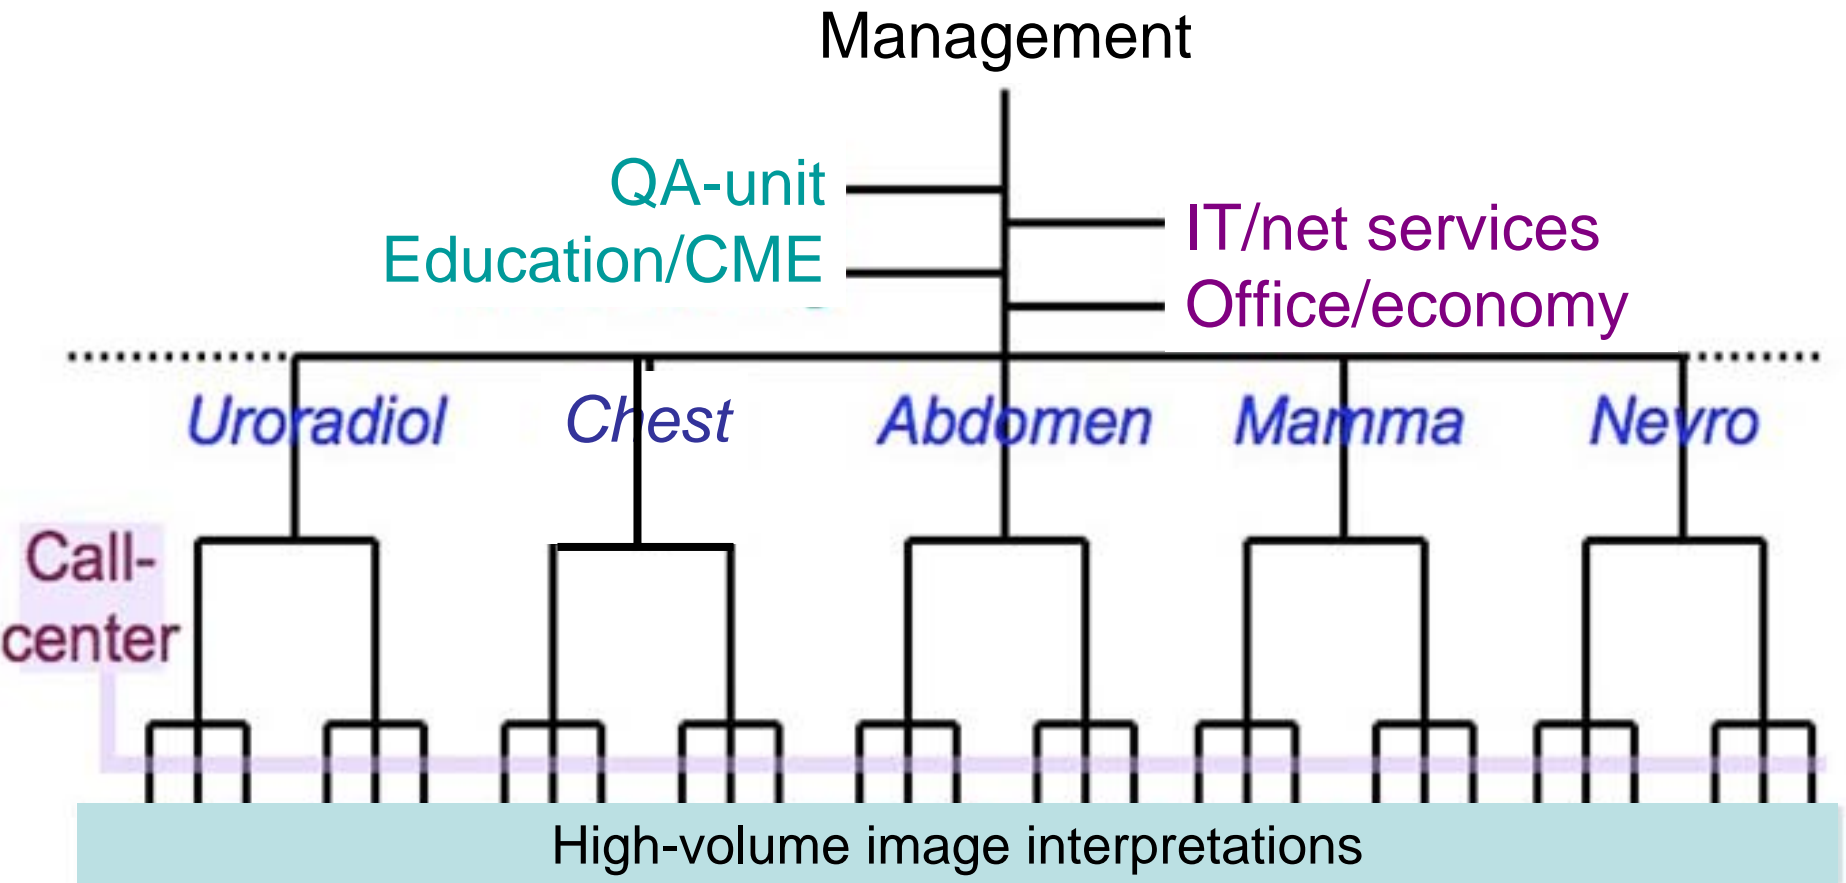 Management
QA-unit
IT/net services
Education/CME
Office/economy
Uroradiol
Chest
Abdomen
Mamma
Nevro
Call-
center
High-volume image interpretations